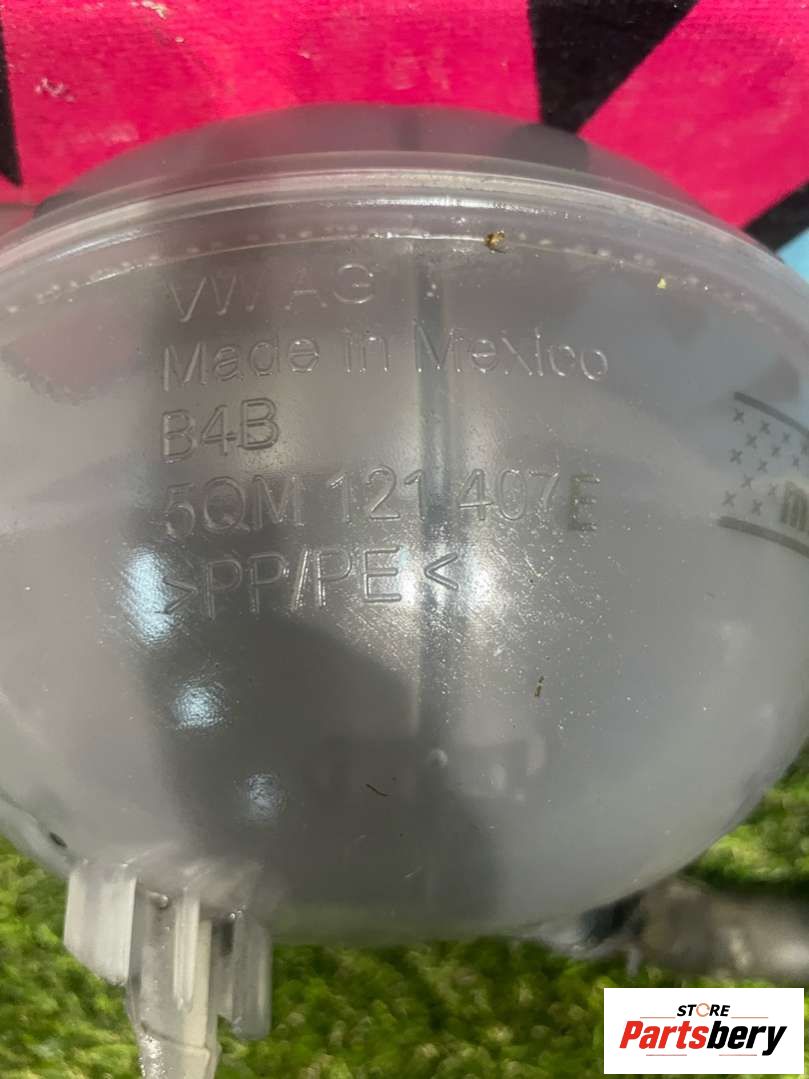 VW AG
Made in Mexico
B4B
5QM 121 407 E
>PP/PE<
STORE
Partsbery